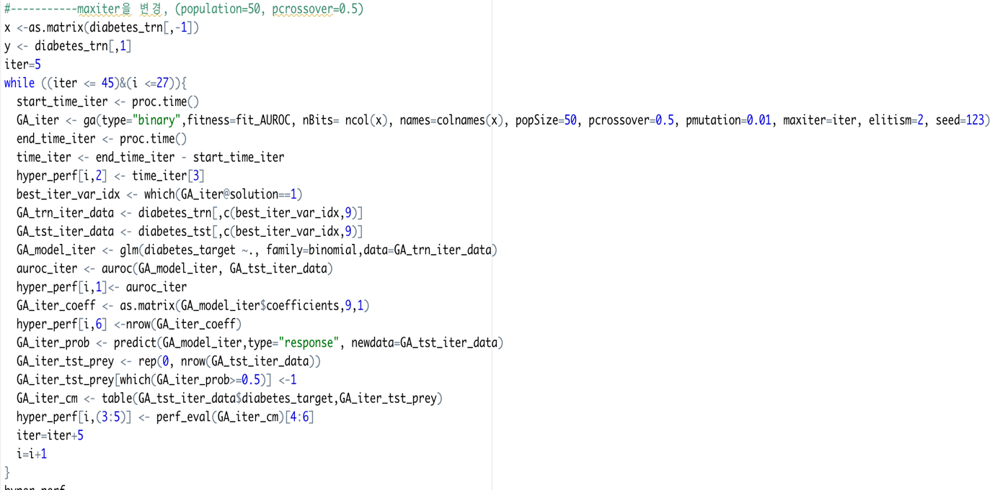 #-----------maxiter을 변경, (population=50, pcrossover=0.5)
x <-as.matrix(diabetes_trn[,-1])
y <- diabetes_trn[,1]
iter=5
while ((iter <= 45)&(i <=27)){
  start_time_iter <- proc.time()
  GA_iter <- ga(type="binary",fitness=fit_AUROC, nBits= ncol(x), names=colnames(x), popSize=50, pcrossover=0.5, pmutation=0.01, maxiter=iter, elitism=2, seed=123)
  end_time_iter <- proc.time()
  time_iter <- end_time_iter - start_time_iter
  hyper_perf[i,2] <- time_iter[3]
  best_iter_var_idx <- which(GA_iter@solution==1)
  GA_trn_iter_data <- diabetes_trn[,c(best_iter_var_idx,9)]
  GA_tst_iter_data <- diabetes_tst[,c(best_iter_var_idx,9)]
  GA_model_iter <- glm(diabetes_target ~., family=binomial,data=GA_trn_iter_data)
  auroc_iter <- auroc(GA_model_iter, GA_tst_iter_data)
  hyper_perf[i,1]<- auroc_iter
  GA_iter_coeff <- as.matrix(GA_model_iter$coefficients,9,1)
  hyper_perf[i,6] <-nrow(GA_iter_coeff)
  GA_iter_prob <- predict(GA_model_iter,type="response", newdata=GA_tst_iter_data)
  GA_iter_tst_prey <- rep(0, nrow(GA_tst_iter_data))
  GA_iter_tst_prey[which(GA_iter_prob>=0.5)] <-1
  GA_iter_cm <- table(GA_tst_iter_data$diabetes_target,GA_iter_tst_prey)
  hyper_perf[i,(3:5)] <- perf_eval(GA_iter_cm)[4:6]
  iter=iter+5
  i=i+1
}
hyper_perf